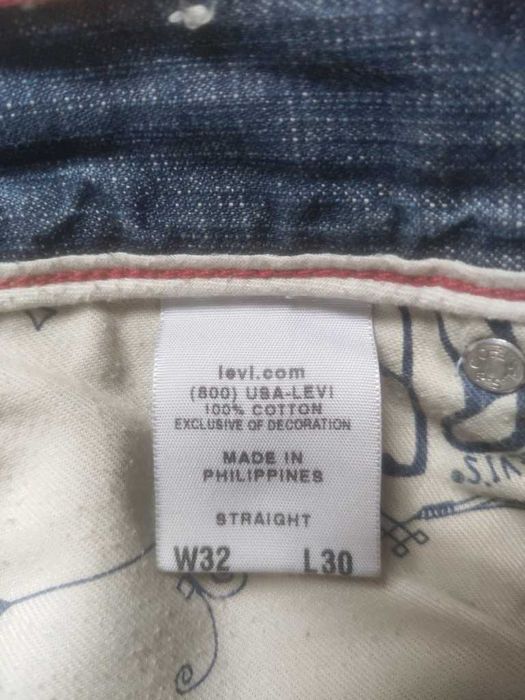 levi.com
(800) USA-LEVI
100% COTTON
EXCLUSIVE OF DECORATION
MADE IN
PHILIPPINES
STRAIGHT
W32 L30